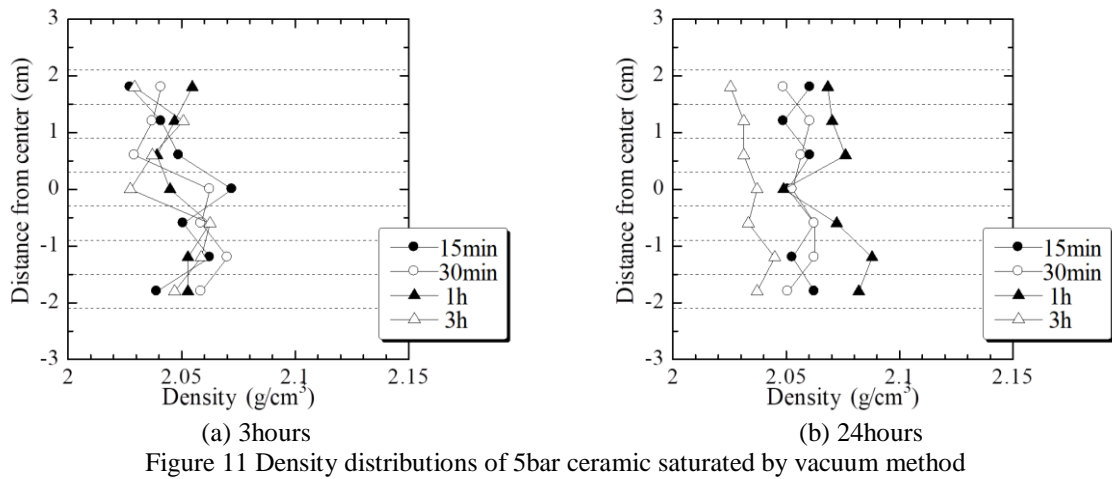 3
2
1
0
-1
-2
-3
Distance from center (cm)
2
2.05
2.1
2.15
Density (g/cm³)
15min
30min
1h
3h
(a) 3hours
3
2
1
0
-1
-2
-3
Distance from center (cm)
2
2.05
2.1
2.15
Density (g/cm³)
15min
30min
1h
3h
(b) 24hours
Figure 11 Density distributions of 5bar ceramic saturated by vacuum method